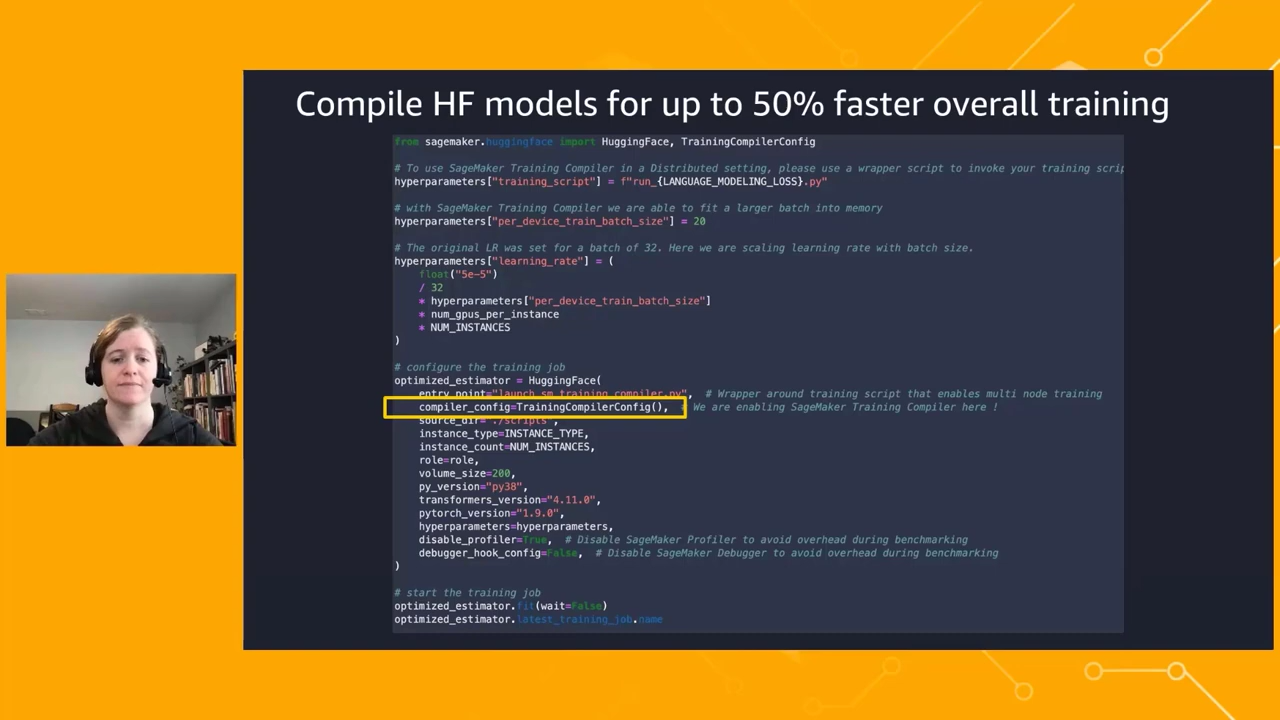 Compile HF models for up to 50% faster overall training
from sagemaker.huggingface import HuggingFace, TrainingCompilerConfig
# To use SageMaker Training Compiler in a Distributed setting, please use a wrapper script to invoke your training scrip
hyperparameters["training_script"] = f"run_{LANGUAGE_MODELING_LOSS}.py"
# with SageMaker Training Compiler we are able to fit a larger batch into memory
hyperparameters["per_device_train_batch_size"] = 20
# The original LR was set for a batch of 32. Here we are scaling learning rate with batch size.
hyperparameters["learning_rate"] = (
float("5e-5")
/ 32
* hyperparameters["per_device_train_batch_size"]
* num_gpus_per_instance
* NUM_INSTANCES
)
# configure the training job
optimized_estimator = HuggingFace(
entry_point="launch_sm_training_compiler.py", # Wrapper around training script that enables multi node training
compiler_config=TrainingCompilerConfig(), # We are enabling SageMaker Training Compiler here !
source_dir="./scripts",
instance_type=INSTANCE_TYPE,
instance_count=NUM_INSTANCES,
role=role,
volume_size=200,
py_version="py38",
transformers_version="4.11.0",
pytorch_version="1.9.0",
hyperparameters=hyperparameters,
disable_profiler=True, # Disable SageMaker Profiler to avoid overhead during benchmarking
debugger_hook_config=False, # Disable SageMaker Debugger to avoid overhead during benchmarking
)
# start the training job
optimized_estimator.fit(wait=False)
optimized_estimator.latest_training_job.name